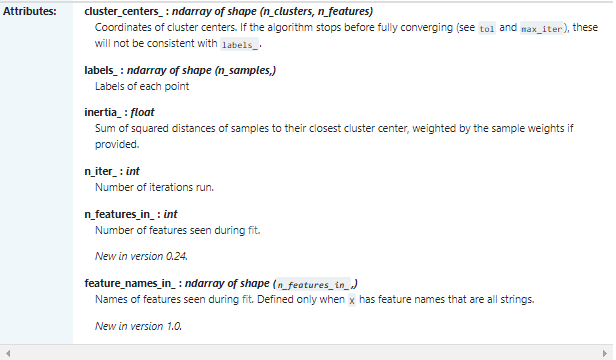 Attributes:
cluster_centers_ : ndarray of shape (n_clusters, n_features)
Coordinates of cluster centers. If the algorithm stops before fully converging (see tol and max_iter), these
will not be consistent with labels_.
labels_ : ndarray of shape (n_samples,)
Labels of each point
inertia_ : float
Sum of squared distances of samples to their closest cluster center, weighted by the sample weights if
provided.
n_iter_ : int
Number of iterations run.
n_features_in_ : int
Number of features seen during fit.
New in version 0.24.
feature_names_in_ : ndarray of shape (n_features_in_,)
Names of features seen during fit. Defined only when X has feature names that are all strings.
New in version 1.0.